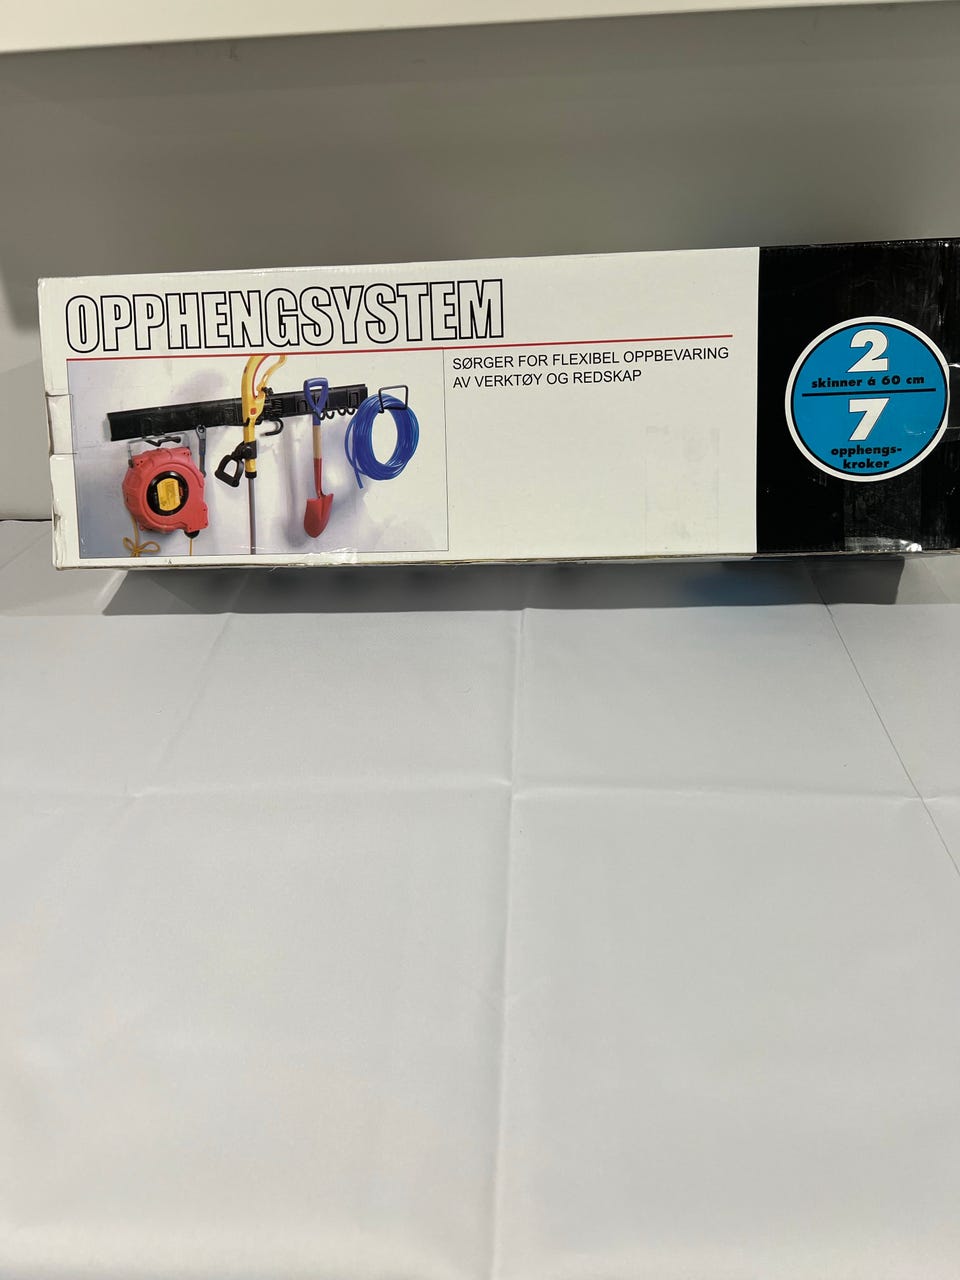 OPPHENGSYSTEM
SØRGER FOR FLEXIBEL OPPBEVARING
AV VERKTØY OG REDSKAP
2
skinner á 60 cm
7
opphengs-
kroker